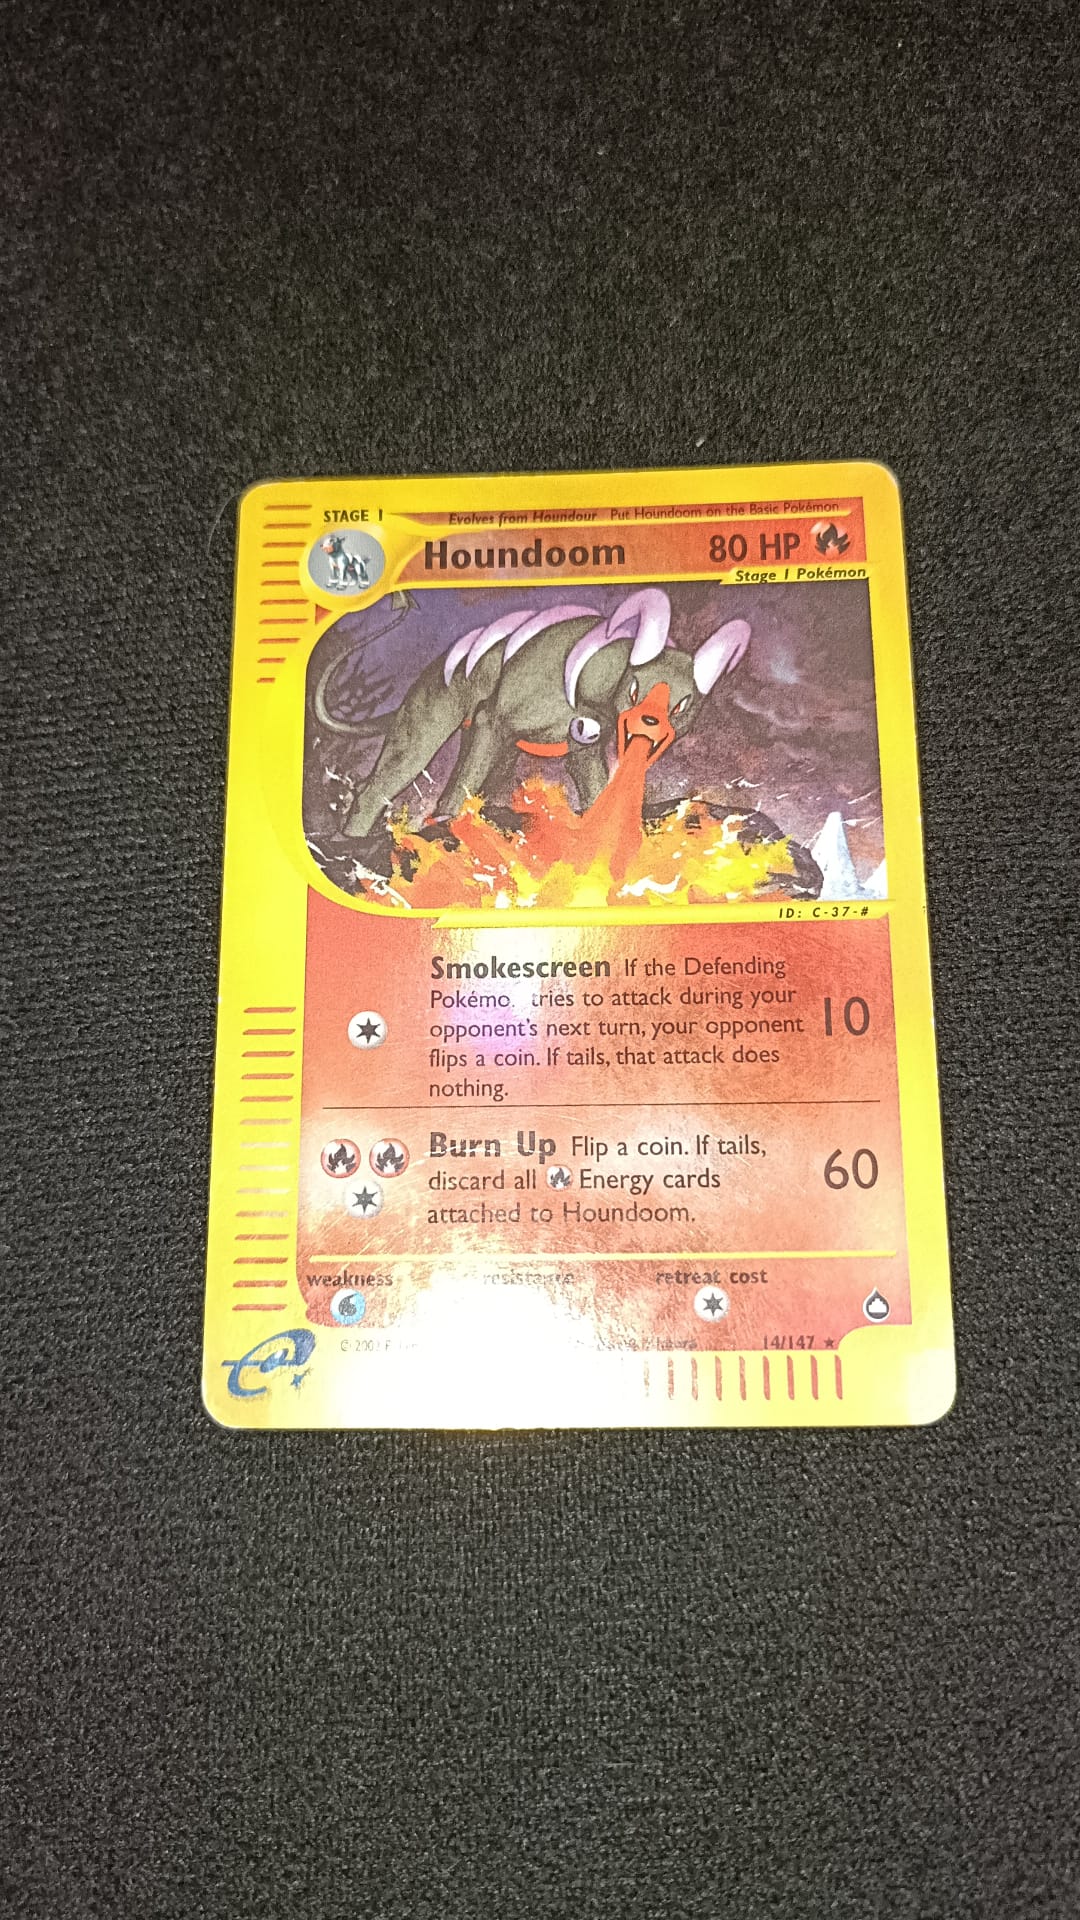 STAGE 1
Evolves from Houndour Put Houndoom on the Basic Pokémon
Houndoom 80 HP
Stage 1 Pokémon
ID: C-37-#
Smokescreen If the Defending
Pokémo. tries to attack during your
opponent's next turn, your opponent
flips a coin. If tails, that attack does
nothing.
10
Burn Up Flip a coin. If tails,
discard all Energy cards
attached to Houndoom.
60
weakness resistance retreat cost
14/147 ★
e